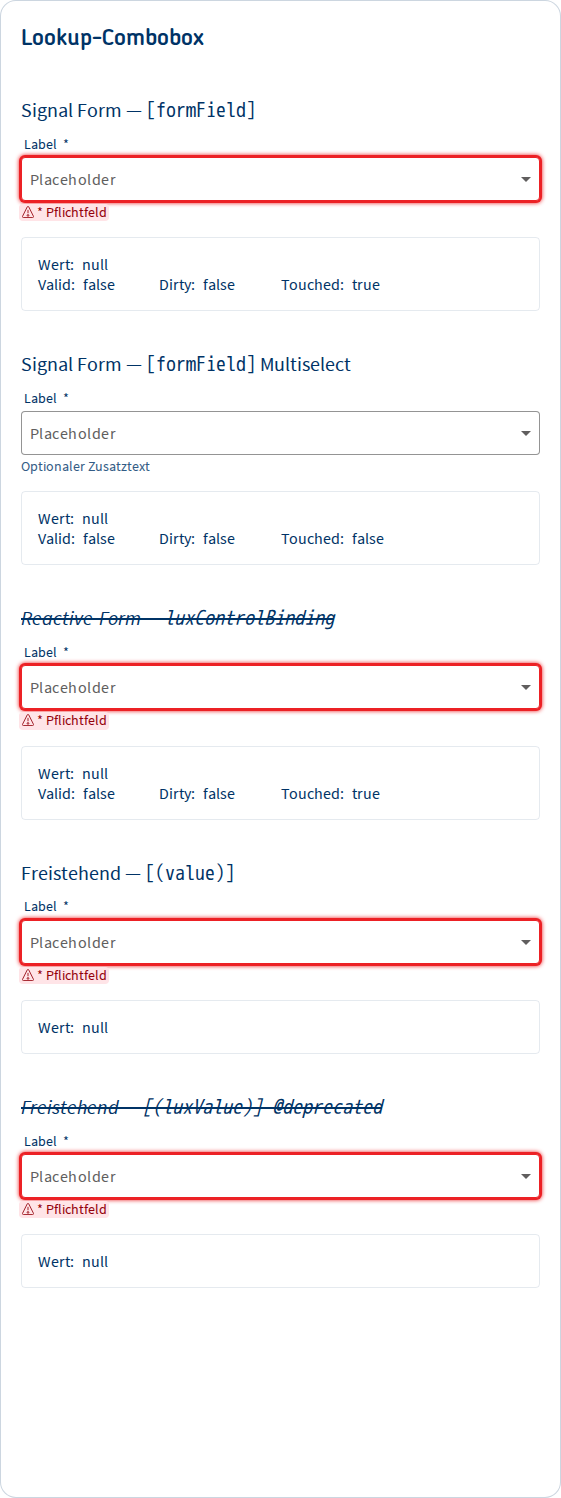 Lookup-Combobox
Signal Form — [formField]
Label *
Placeholder
* Pflichtfeld
Wert: null
Valid: false Dirty: false Touched: true
Signal Form — [formField] Multiselect
Label *
Placeholder
Optionaler Zusatztext
Wert: null
Valid: false Dirty: false Touched: false
Reactive Form — luxControlBinding
Label *
Placeholder
* Pflichtfeld
Wert: null
Valid: false Dirty: false Touched: true
Freistehend — [(value)]
Label *
Placeholder
* Pflichtfeld
Wert: null
Freistehend — [(luxValue)] @deprecated
Label *
Placeholder
* Pflichtfeld
Wert: null